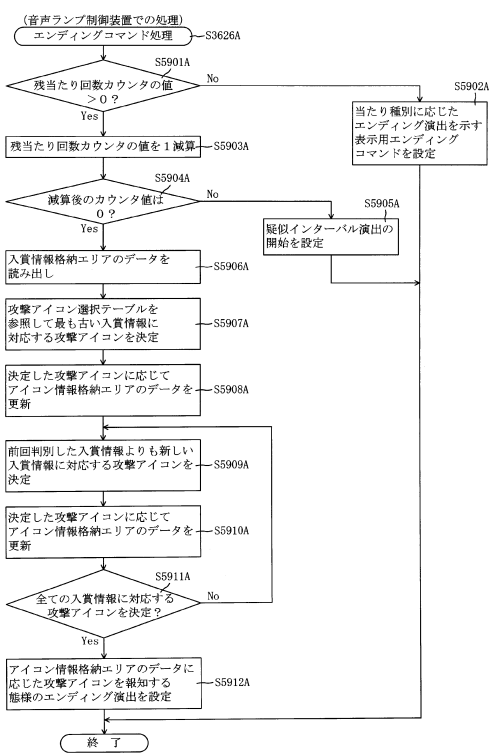 (音声ランプ制御装置での処理)
エンディングコマンド処理
S3626A
S5901A
残当たり回数カウンタの値
＞0？
No
Yes
S5902A
当たり種別に応じた
エンディング演出を示す
表示用エンディング
コマンドを設定
残当たり回数カウンタの値を1減算
S5903A
S5904A
減算後のカウンタ値は
0？
No
Yes
S5905A
疑似インターバル演出の
開始を設定
入賞情報格納エリアのデータを
読み出し
S5906A
攻撃アイコン選択テーブルを
参照して最も古い入賞情報に
対応する攻撃アイコンを決定
S5907A
決定した攻撃アイコンに応じて
アイコン情報格納エリアのデータを
更新
S5908A
前回判別した入賞情報よりも新しい
入賞情報に対応する攻撃アイコンを
決定
S5909A
決定した攻撃アイコンに応じて
アイコン情報格納エリアのデータを
更新
S5910A
S5911A
全ての入賞情報に対応する
攻撃アイコンを決定？
No
Yes
アイコン情報格納エリアのデータに
応じた攻撃アイコンを報知する
態様のエンディング演出を設定
S5912A
終 了